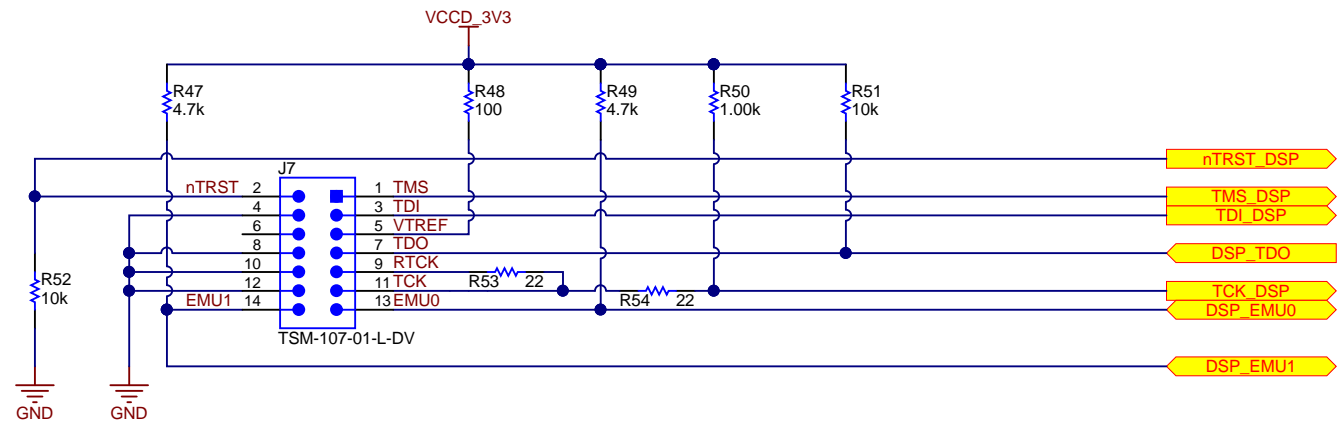 VCCD_3V3
R47
4.7k
R48
100
R49
4.7k
R50
1.00k
R51
10k
nTRST_DSP
J7
nTRST 2
1 TMS
TMS_DSP
4
3 TDI
TDI_DSP
6
5 VTREF
8
7 TDO
DSP_TDO
10
9 RTCK
R53 22
12
11 TCK
R54 22
TCK_DSP
EMU1 14
13 EMU0
DSP_EMU0
R52
10k
TSM-107-01-L-DV
DSP_EMU1
GND
GND